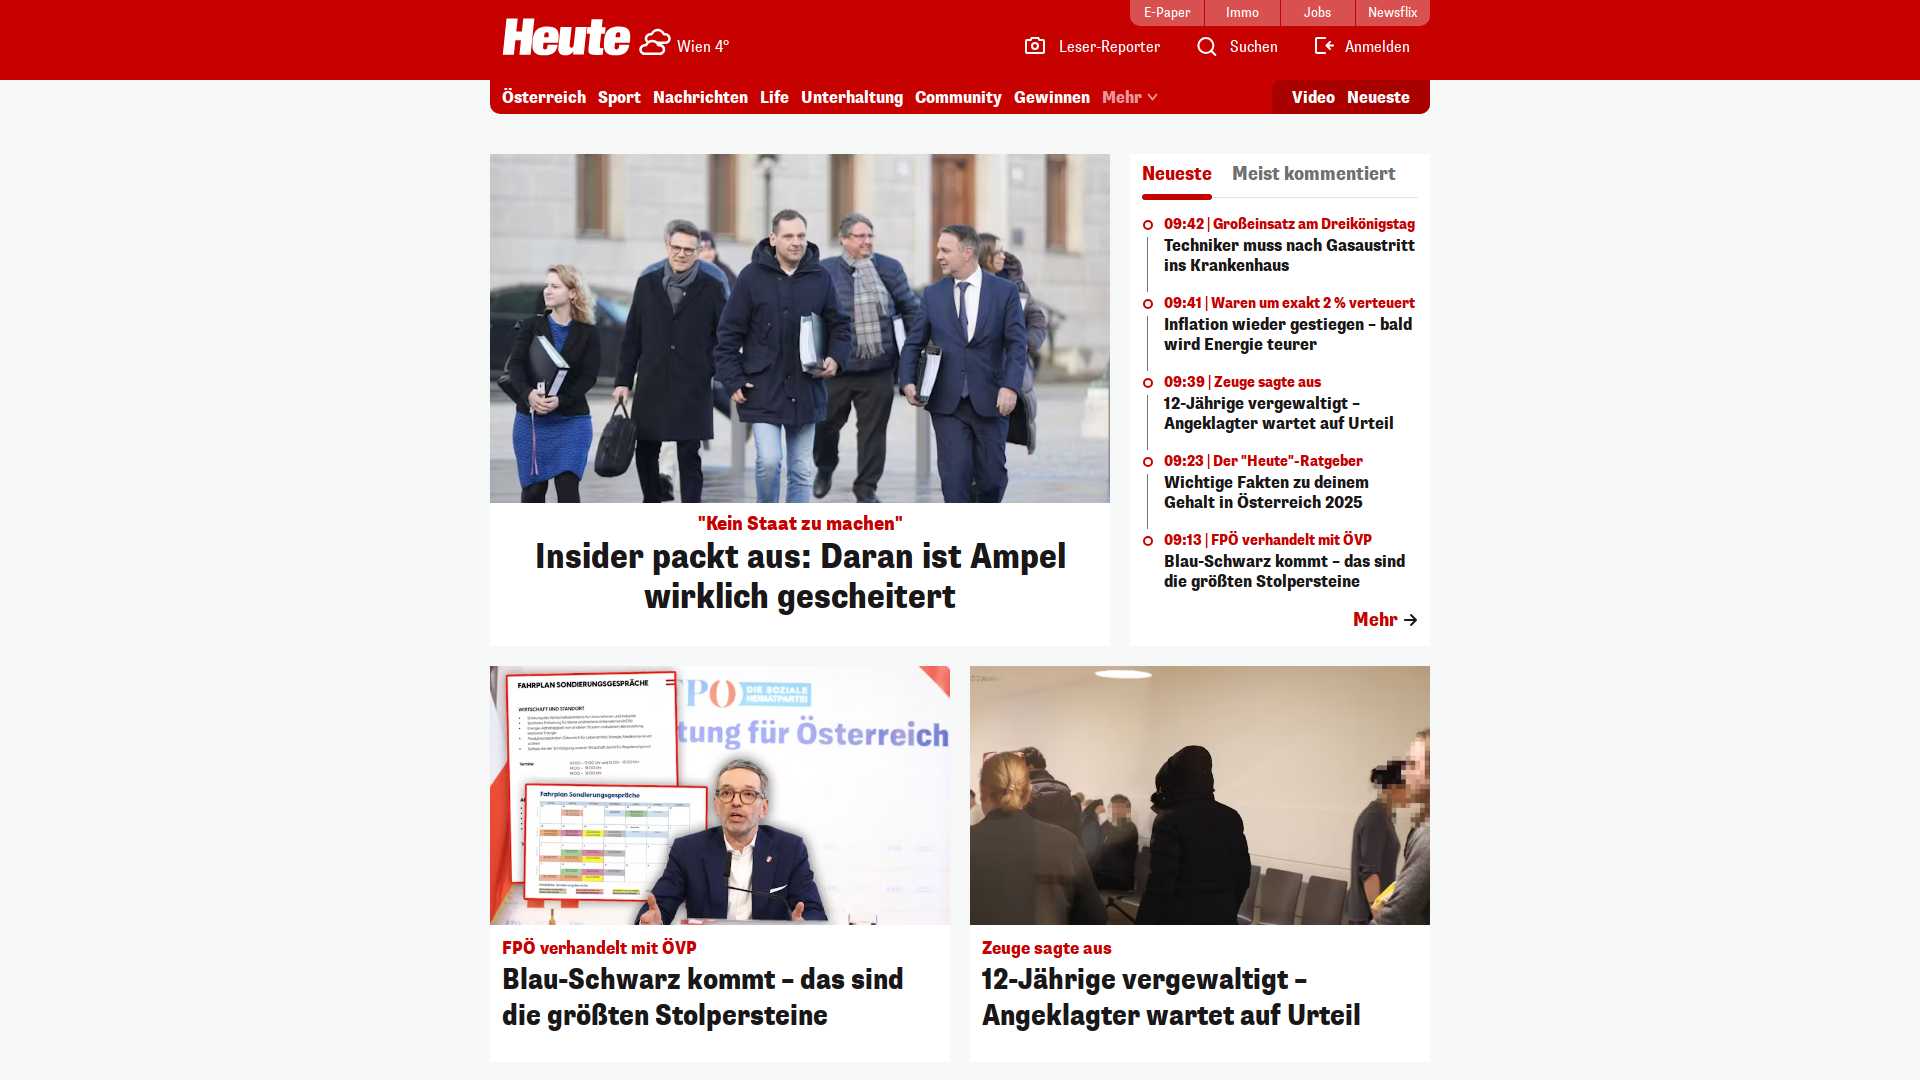 E-Paper
Immo
Jobs
Newsflix
Heute
Wien 4°
Leser-Reporter
Suchen
Anmelden
Österreich
Sport
Nachrichten
Life
Unterhaltung
Community
Gewinnen
Mehr
Video
Neueste
"Kein Staat zu machen"
Insider packt aus: Daran ist Ampel
wirklich gescheitert
Neueste
Meist kommentiert
09:42 | Großeinsatz am Dreikönigstag
Techniker muss nach Gasaustritt
ins Krankenhaus
09:41 | Waren um exakt 2 % verteuert
Inflation wieder gestiegen – bald
wird Energie teurer
09:39 | Zeuge sagte aus
12-Jährige vergewaltigt –
Angeklagter wartet auf Urteil
09:23 | Der "Heute"-Ratgeber
Wichtige Fakten zu deinem
Gehalt in Österreich 2025
09:13 | FPÖ verhandelt mit ÖVP
Blau-Schwarz kommt – das sind
die größten Stolpersteine
Mehr
FAHRPLAN SONDIERUNGSGESPRÄCHE
WIRTSCHAFT UND STANDORT
Fahrplan Sondierungsgespräche
PÖ
DIE SOZIALE
HEIMATPARTEI
tung für Österreich
FPÖ verhandelt mit ÖVP
Blau-Schwarz kommt – das sind
die größten Stolpersteine
Zeuge sagte aus
12-Jährige vergewaltigt –
Angeklagter wartet auf Urteil